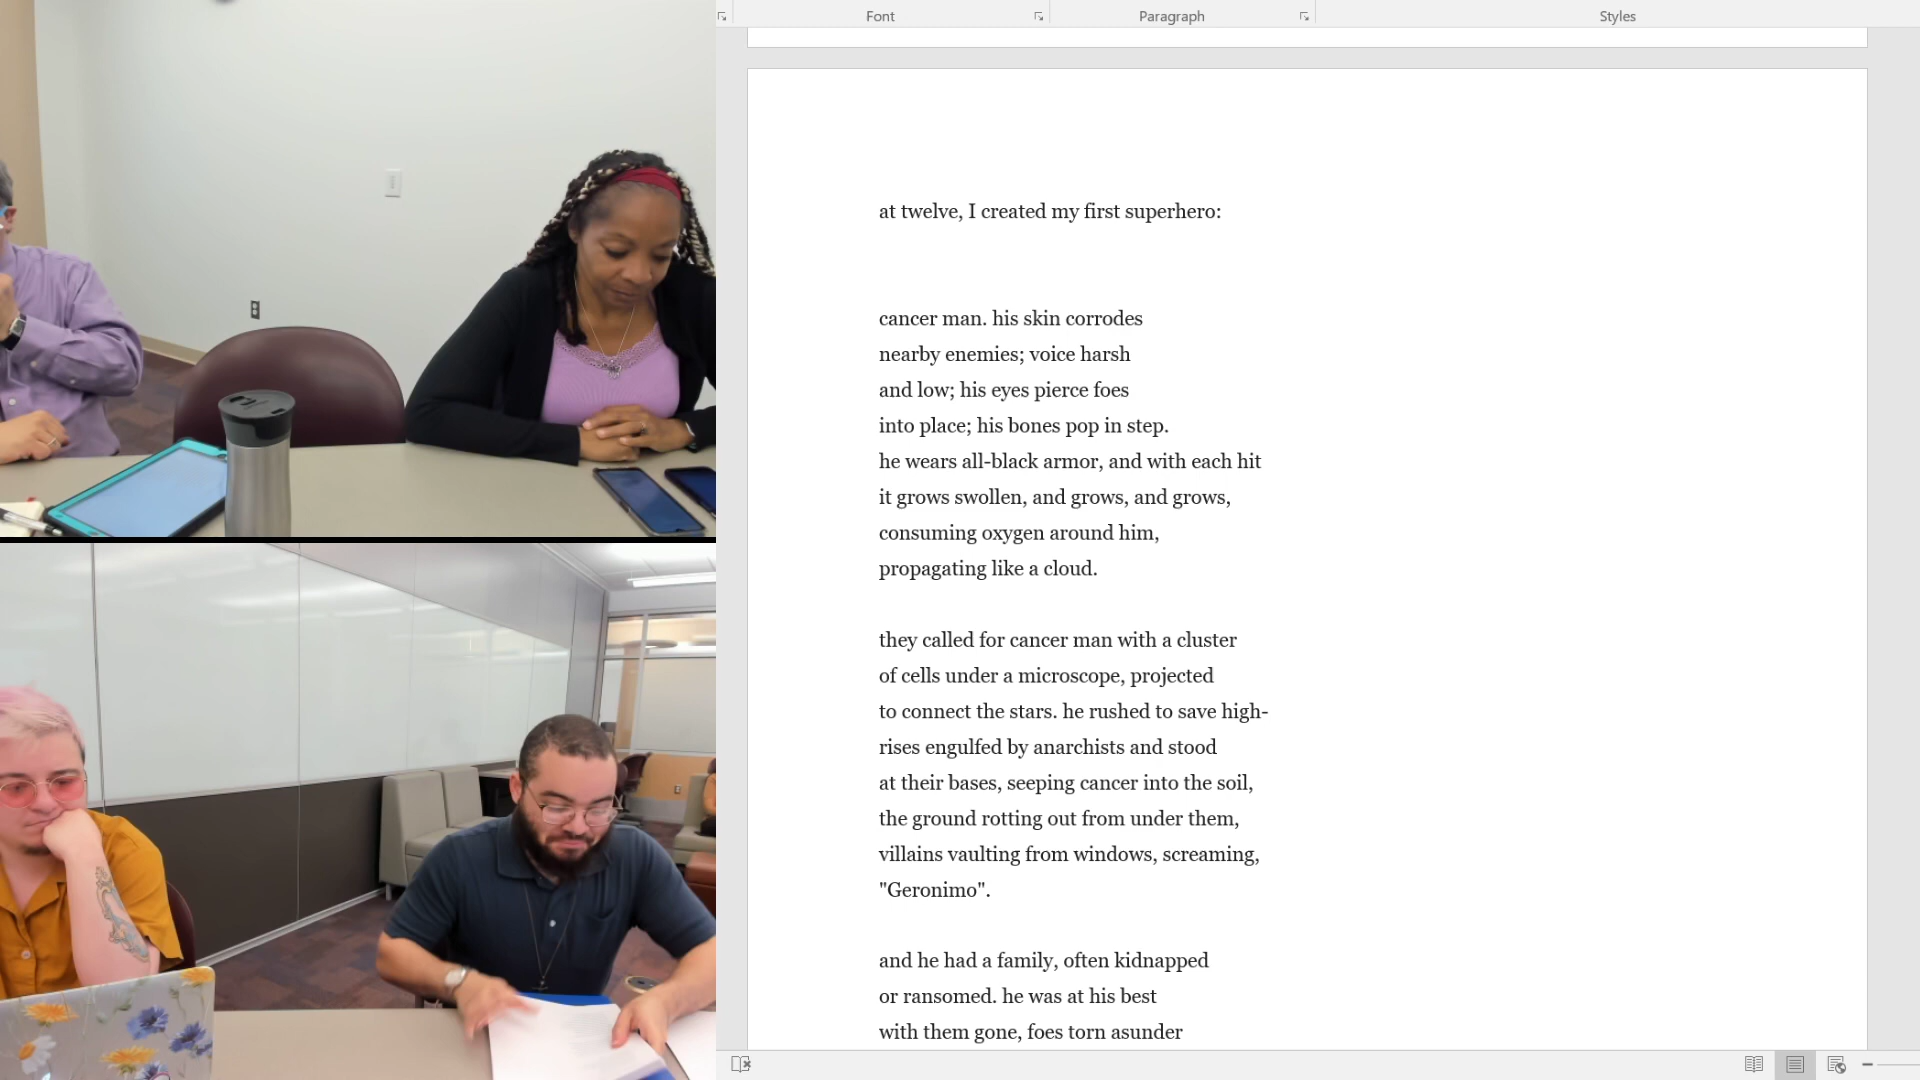 Font
Paragraph
Styles
at twelve, I created my first superhero:
cancer man. his skin corrodes
nearby enemies; voice harsh
and low; his eyes pierce foes
into place; his bones pop in step.
he wears all-black armor, and with each hit
it grows swollen, and grows, and grows,
consuming oxygen around him,
propagating like a cloud.
they called for cancer man with a cluster
of cells under a microscope, projected
to connect the stars. he rushed to save high-
rises engulfed by anarchists and stood
at their bases, seeping cancer into the soil,
the ground rotting out from under them,
villains vaulting from windows, screaming,
"Geronimo".
and he had a family, often kidnapped
or ransomed. he was at his best
with them gone, foes torn asunder